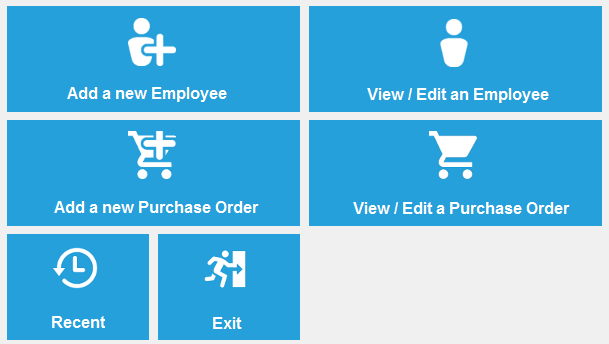 Add a new Employee
View / Edit an Employee
Add a new Purchase Order
View / Edit a Purchase Order
Recent
Exit